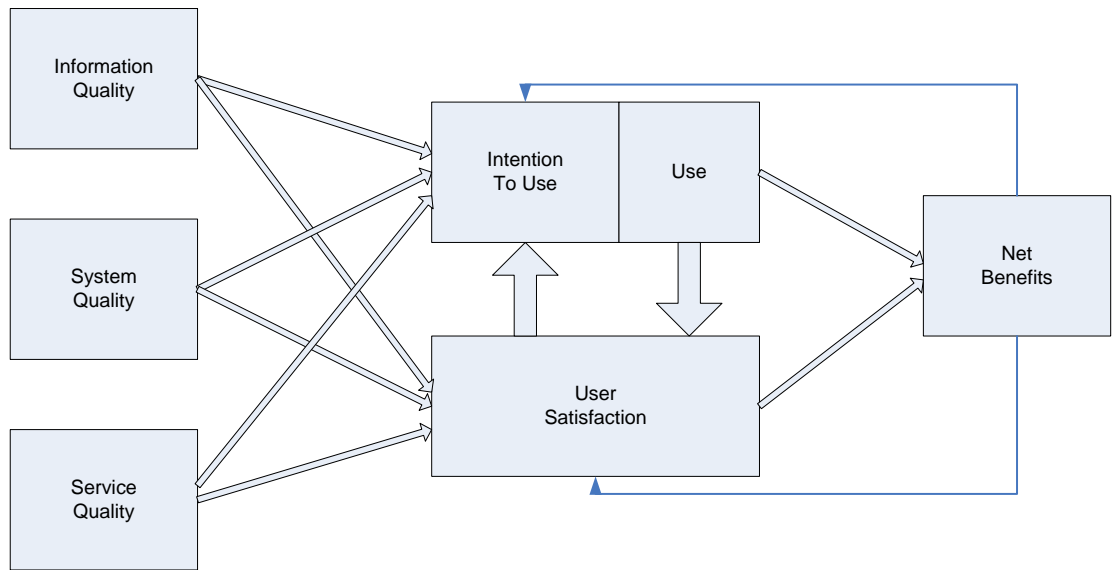 Information
Quality
System
Quality
Service
Quality
Intention
To Use
Use
User
Satisfaction
Net
Benefits